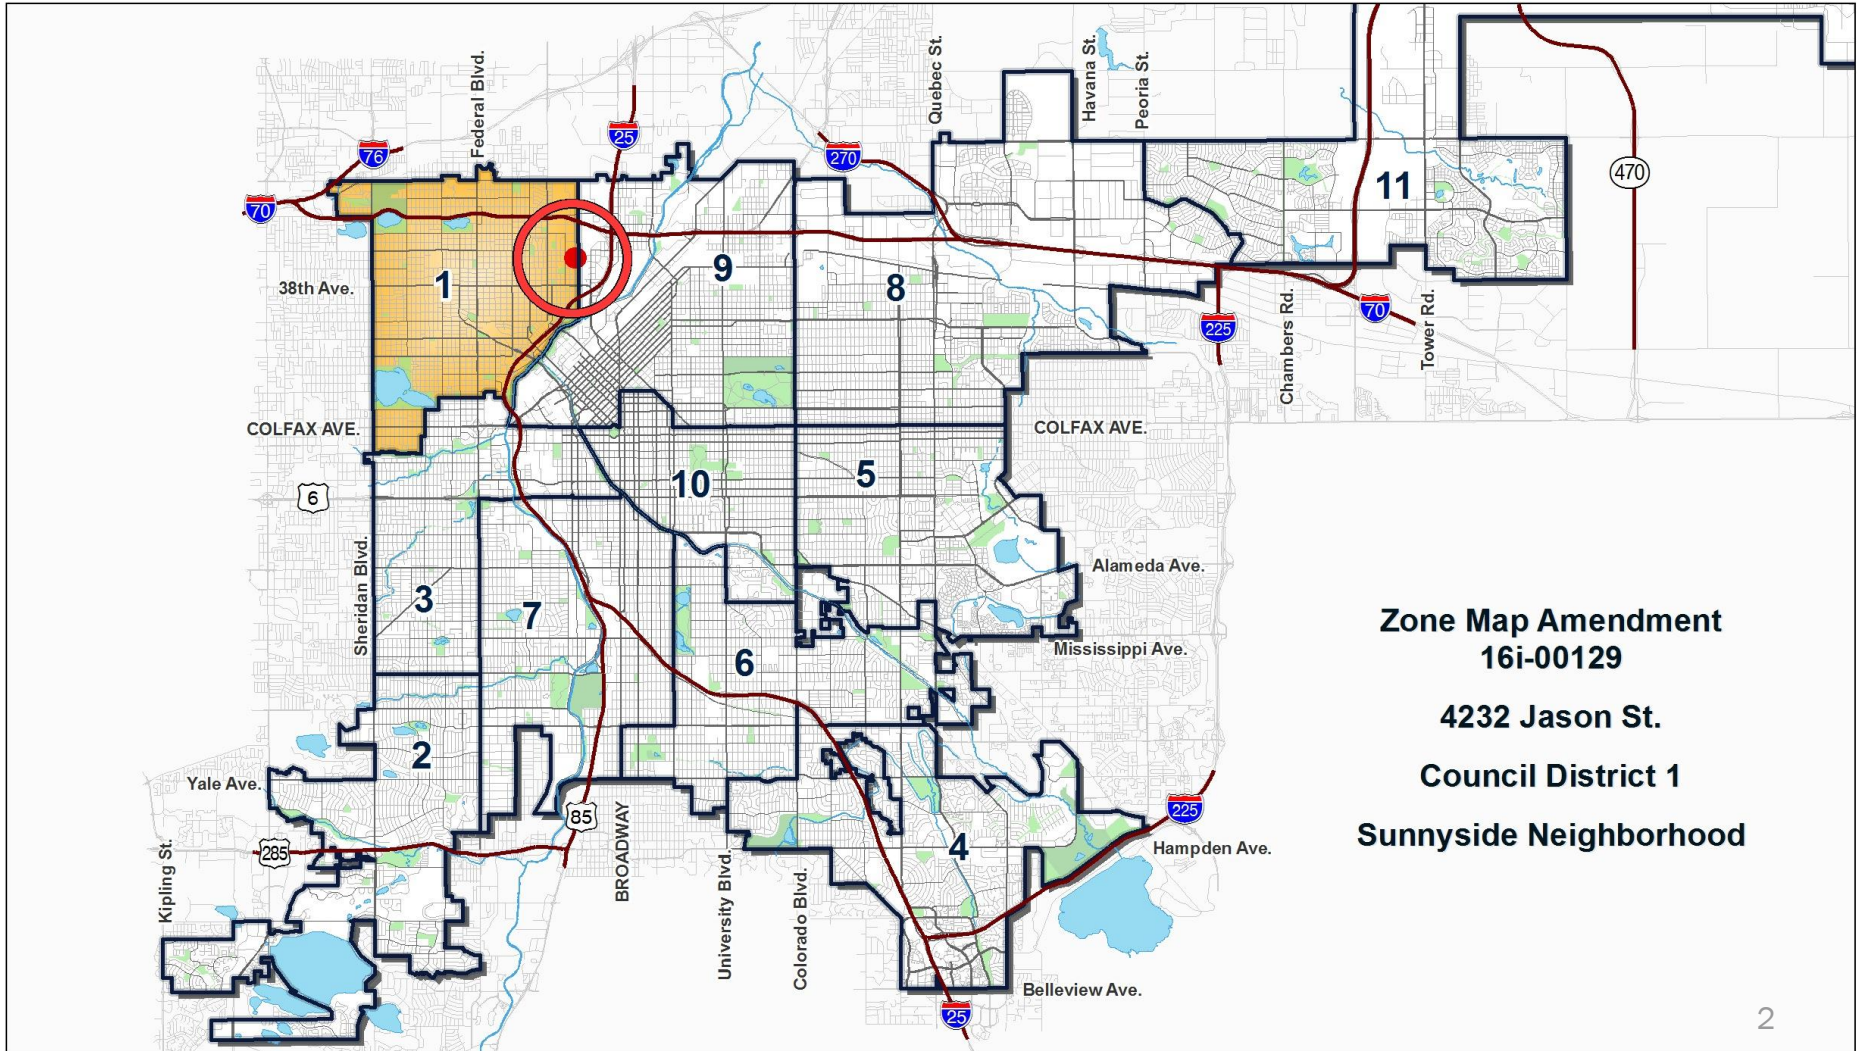 Federal Blvd.
Quebec St.
Havana St.
Peoria St.
76
25
270
470
70
11
9
1
8
38th Ave.
Chambers Rd.
70
Tower Rd.
225
COLFAX AVE.
COLFAX AVE.
10
5
6
Sheridan Blvd.
Alameda Ave.
3
7
Mississippi Ave.
6
2
Yale Ave.
85
BROADWAY
225
285
Hampden Ave.
4
Kipling St.
University Blvd.
Colorado Blvd.
Belleview Ave.
25
Zone Map Amendment
16i-00129
4232 Jason St.
Council District 1
Sunnyside Neighborhood
2